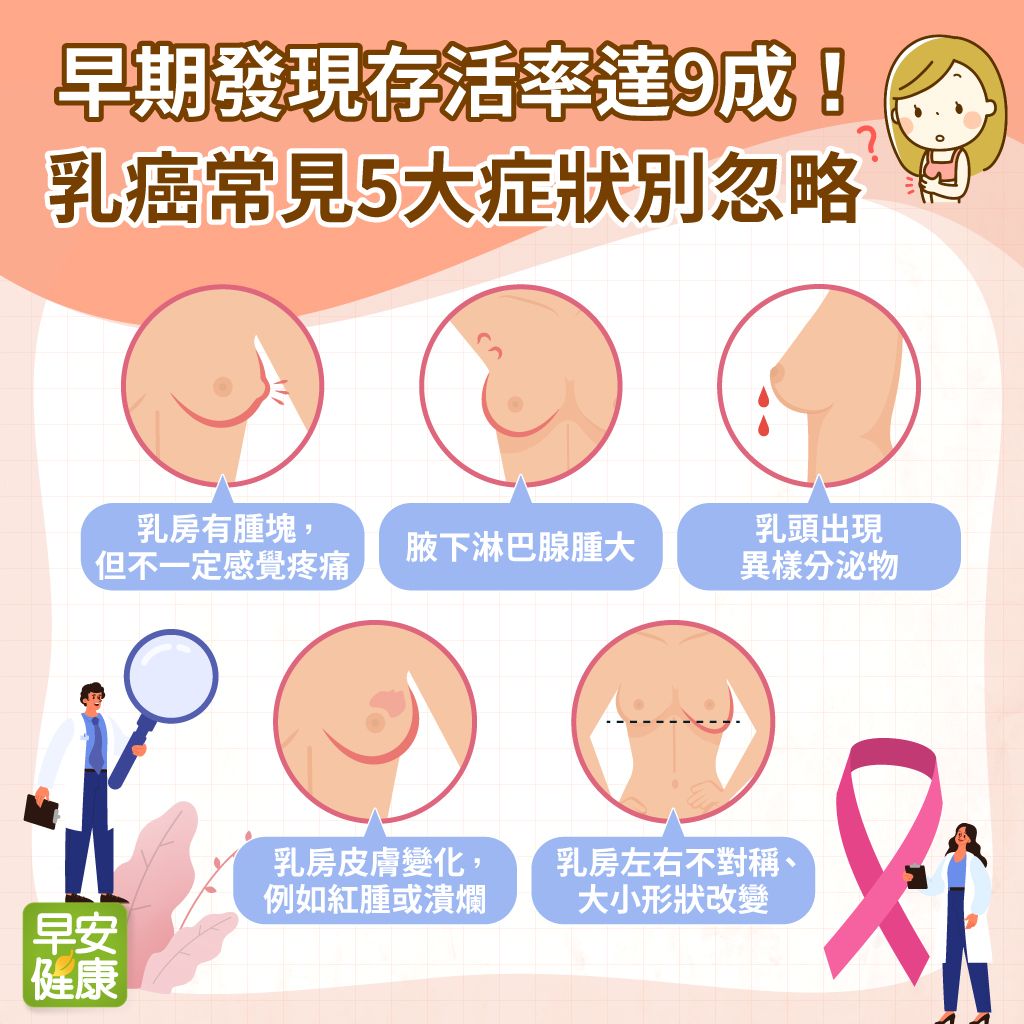 早期發現存活率達9成！
乳癌常見5大症狀別忽略
?
乳房有腫塊，
但不一定感覺疼痛
腋下淋巴腺腫大
乳頭出現
異樣分泌物
乳房皮膚變化，
例如紅腫或潰爛
乳房左右不對稱、
大小形狀改變
早安
健康